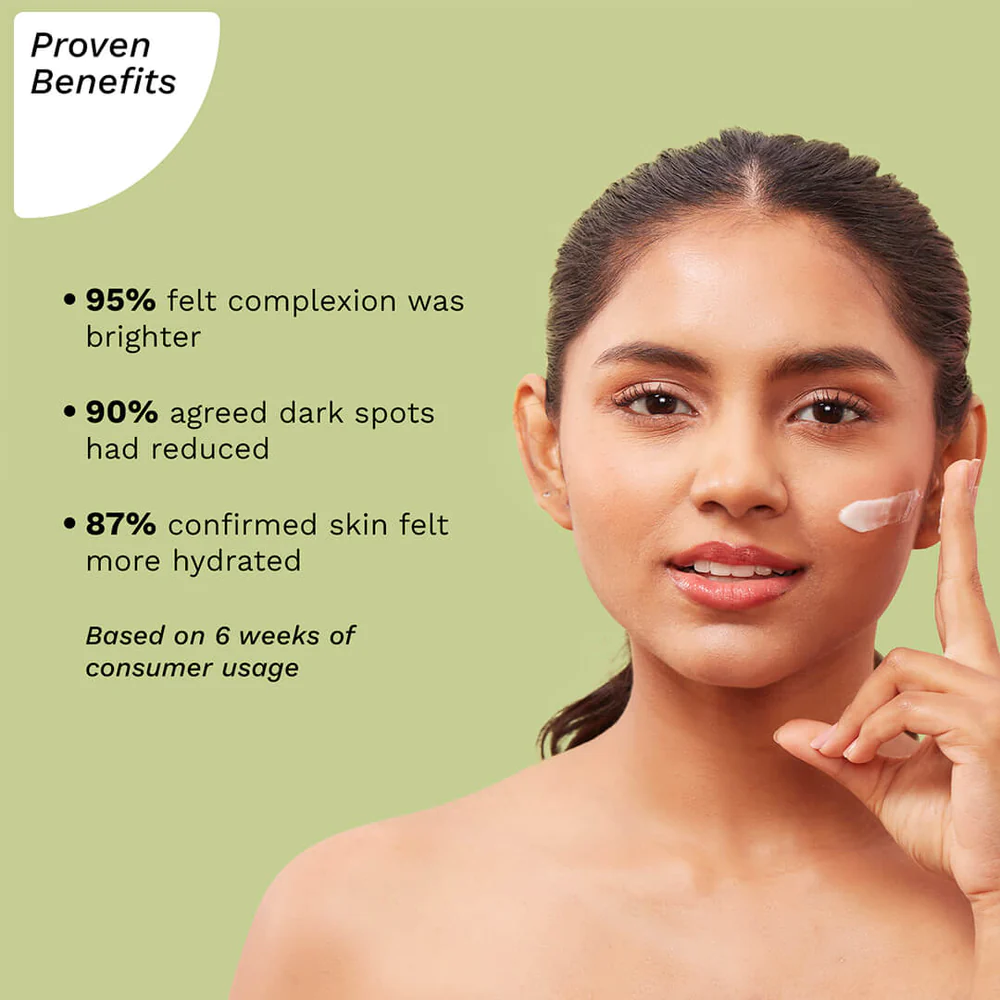 Proven
Benefits
• 95% felt complexion was
brighter
• 90% agreed dark spots
had reduced
• 87% confirmed skin felt
more hydrated
Based on 6 weeks of
consumer usage